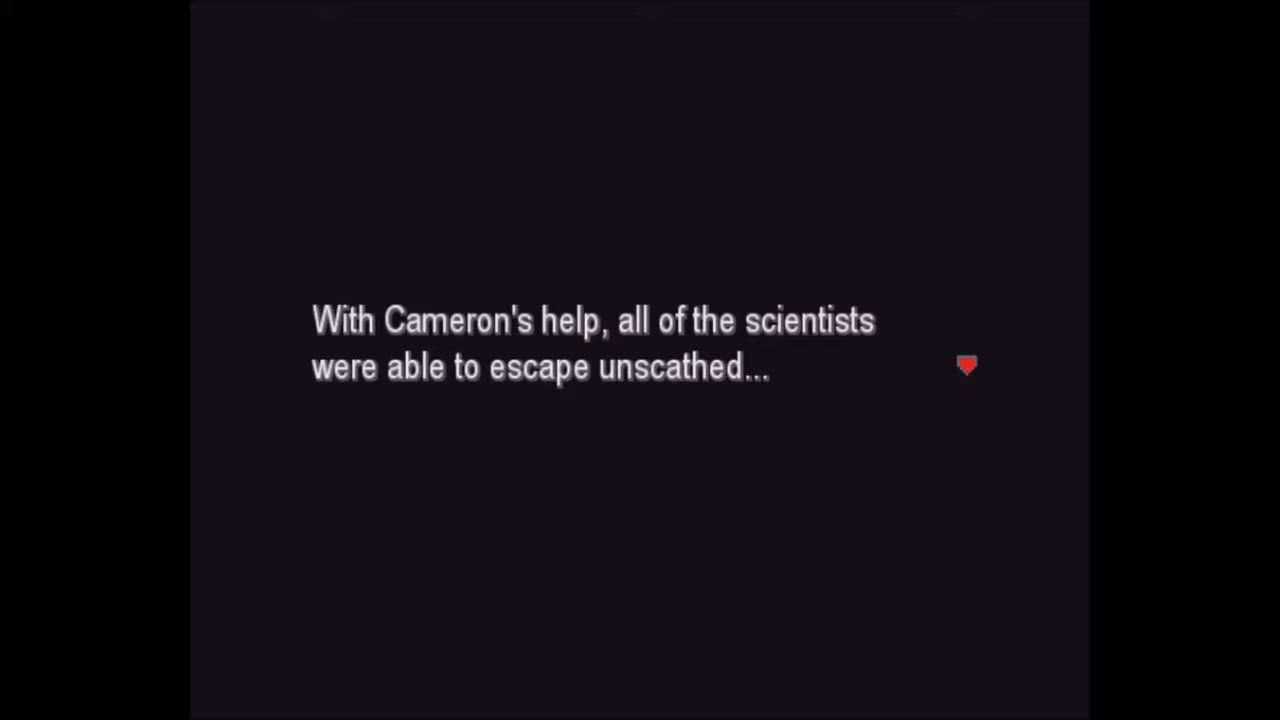 With Cameron's help, all of the scientists
were able to escape unscathed...